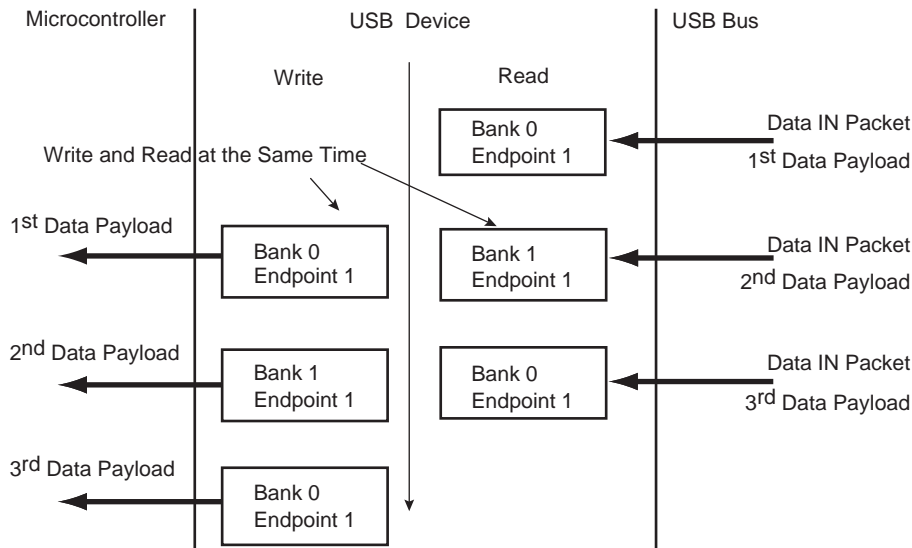 Microcontroller
USB Device
USB Bus
Write
Read
Bank 0
Endpoint 1
Data IN Packet
1st Data Payload
Write and Read at the Same Time
1st Data Payload
Bank 0
Endpoint 1
Bank 1
Endpoint 1
Data IN Packet
2nd Data Payload
2nd Data Payload
Bank 1
Endpoint 1
Bank 0
Endpoint 1
Data IN Packet
3rd Data Payload
3rd Data Payload
Bank 0
Endpoint 1